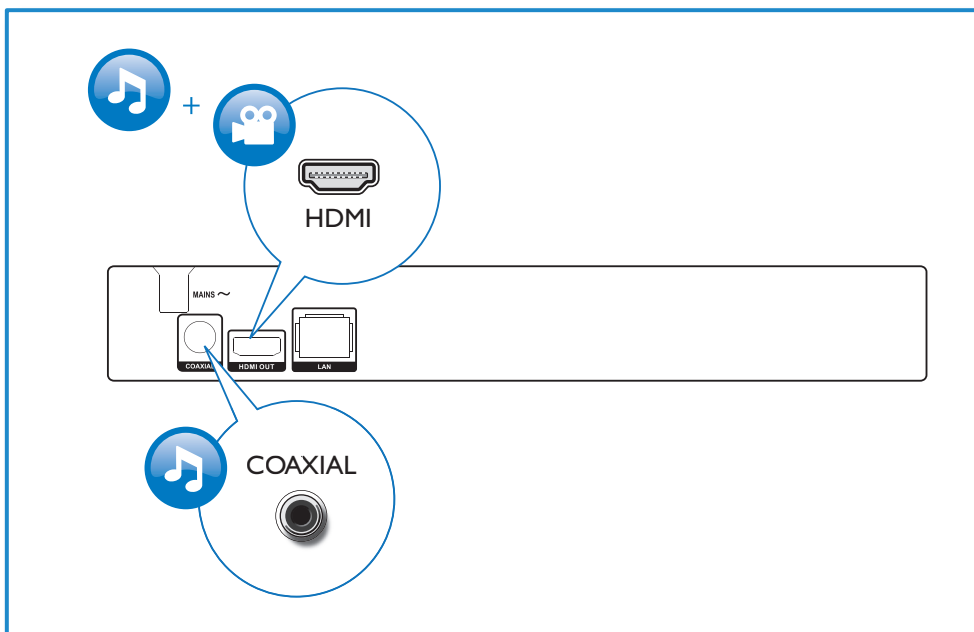 +
HDMI
MAINS ~
COAXIAL
HDMI OUT
LAN
COAXIAL